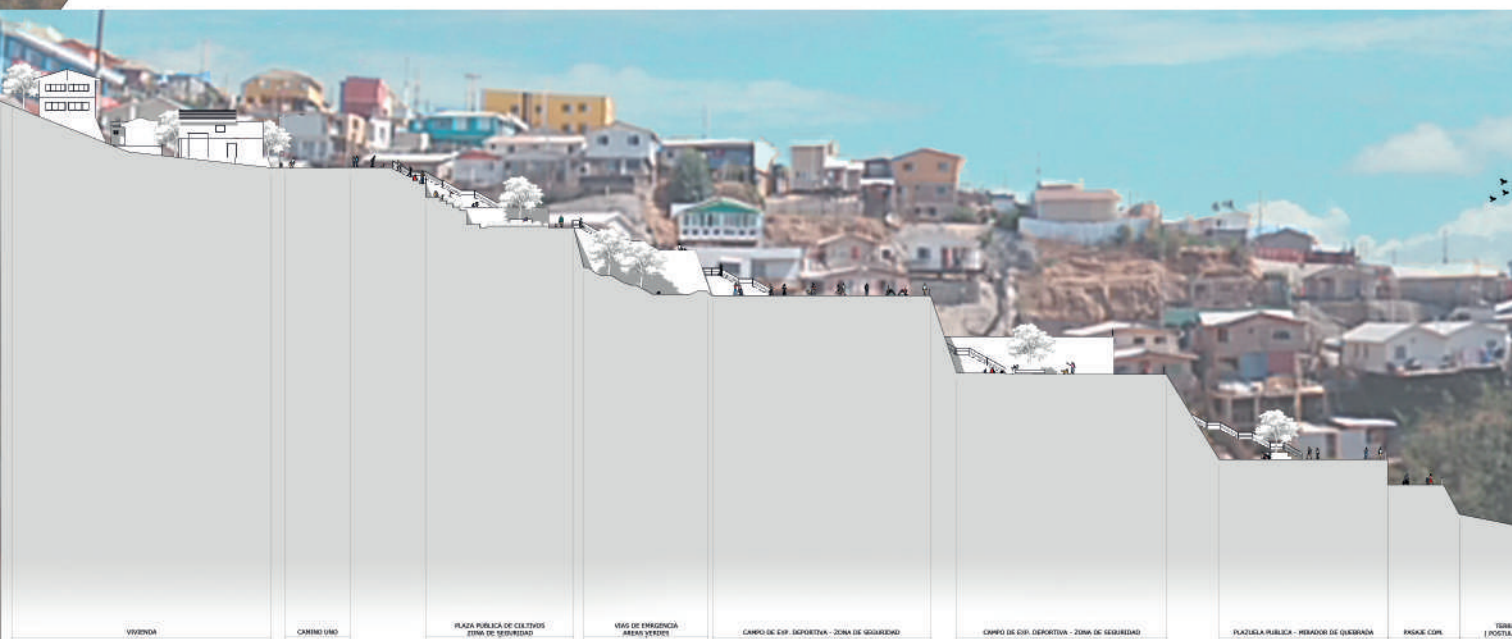 VIVIENDA
CAMINO UNO
PLAZA PUBLICA DE CULTIVOS
ZONA DE SEGURIDAD
VIAS DE EMRGENCIA
AREAS VERDES
CAMPO DE EXP. DEPORTIVA - ZONA DE SEGURIDAD
CAMPO DE EXP. DEPORTIVA - ZONA DE SEGURIDAD
PLAZUELA PUBLICA - MIRADOR DE QUEBRADA
PASAJE COM.